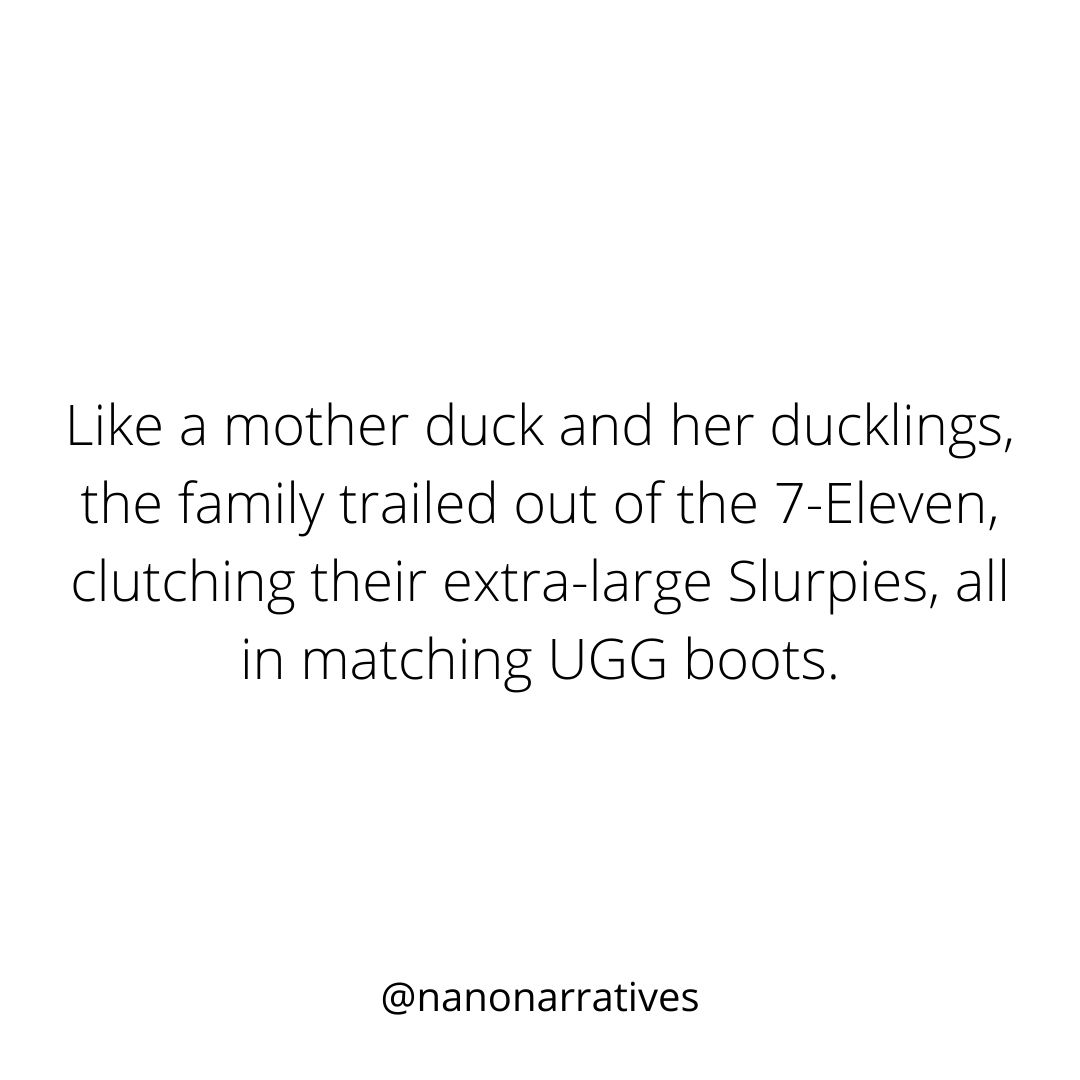 Like a mother duck and her ducklings,
the family trailed out of the 7-Eleven,
clutching their extra-large Slurpies, all
in matching UGG boots.
@nanonarratives